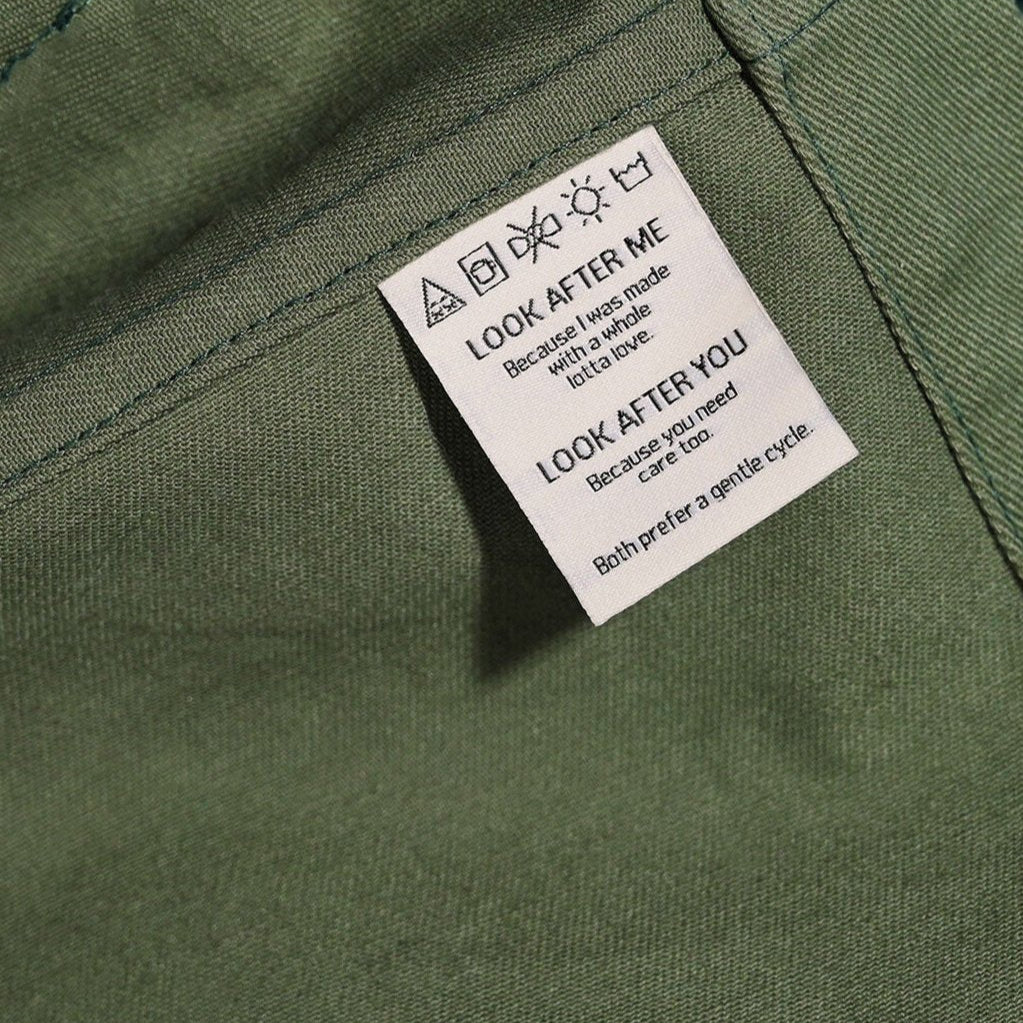 LOOK AFTER ME
Because I was made
with a whole
lotta love.
LOOK AFTER YOU
Because you need
care too.
Both prefer a gentle cycle.